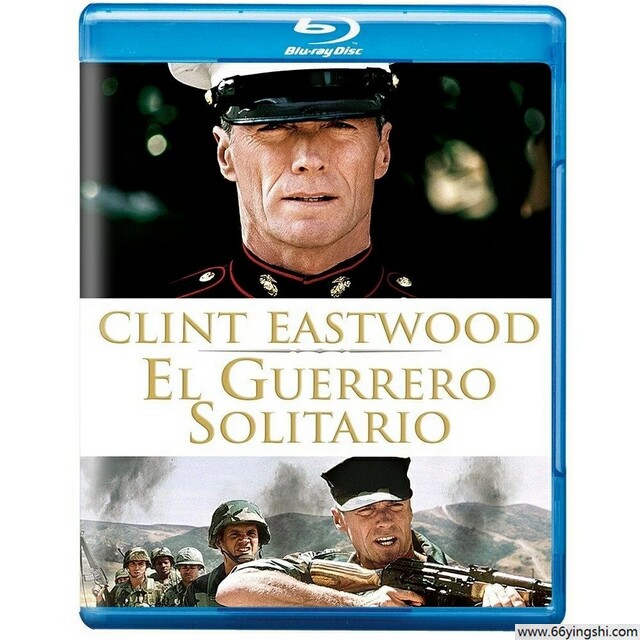 Blu-ray Disc
CLINT EASTWOOD
EL GUERRERO
SOLITARIO
www.66yingshi.com